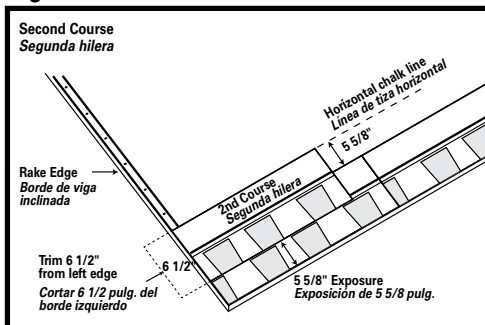 Second Course
Segunda hilera
Horizontal chalk line
Línea de tiza horizontal
5 5/8"
Rake Edge
Borde de viga
inclinada
2nd Course
Segunda hilera
Trim 6 1/2"
from left edge
Cortar 6 1/2 pulg. del
borde izquierdo
6 1/2"
5 5/8" Exposure
Exposición de 5 5/8 pulg.